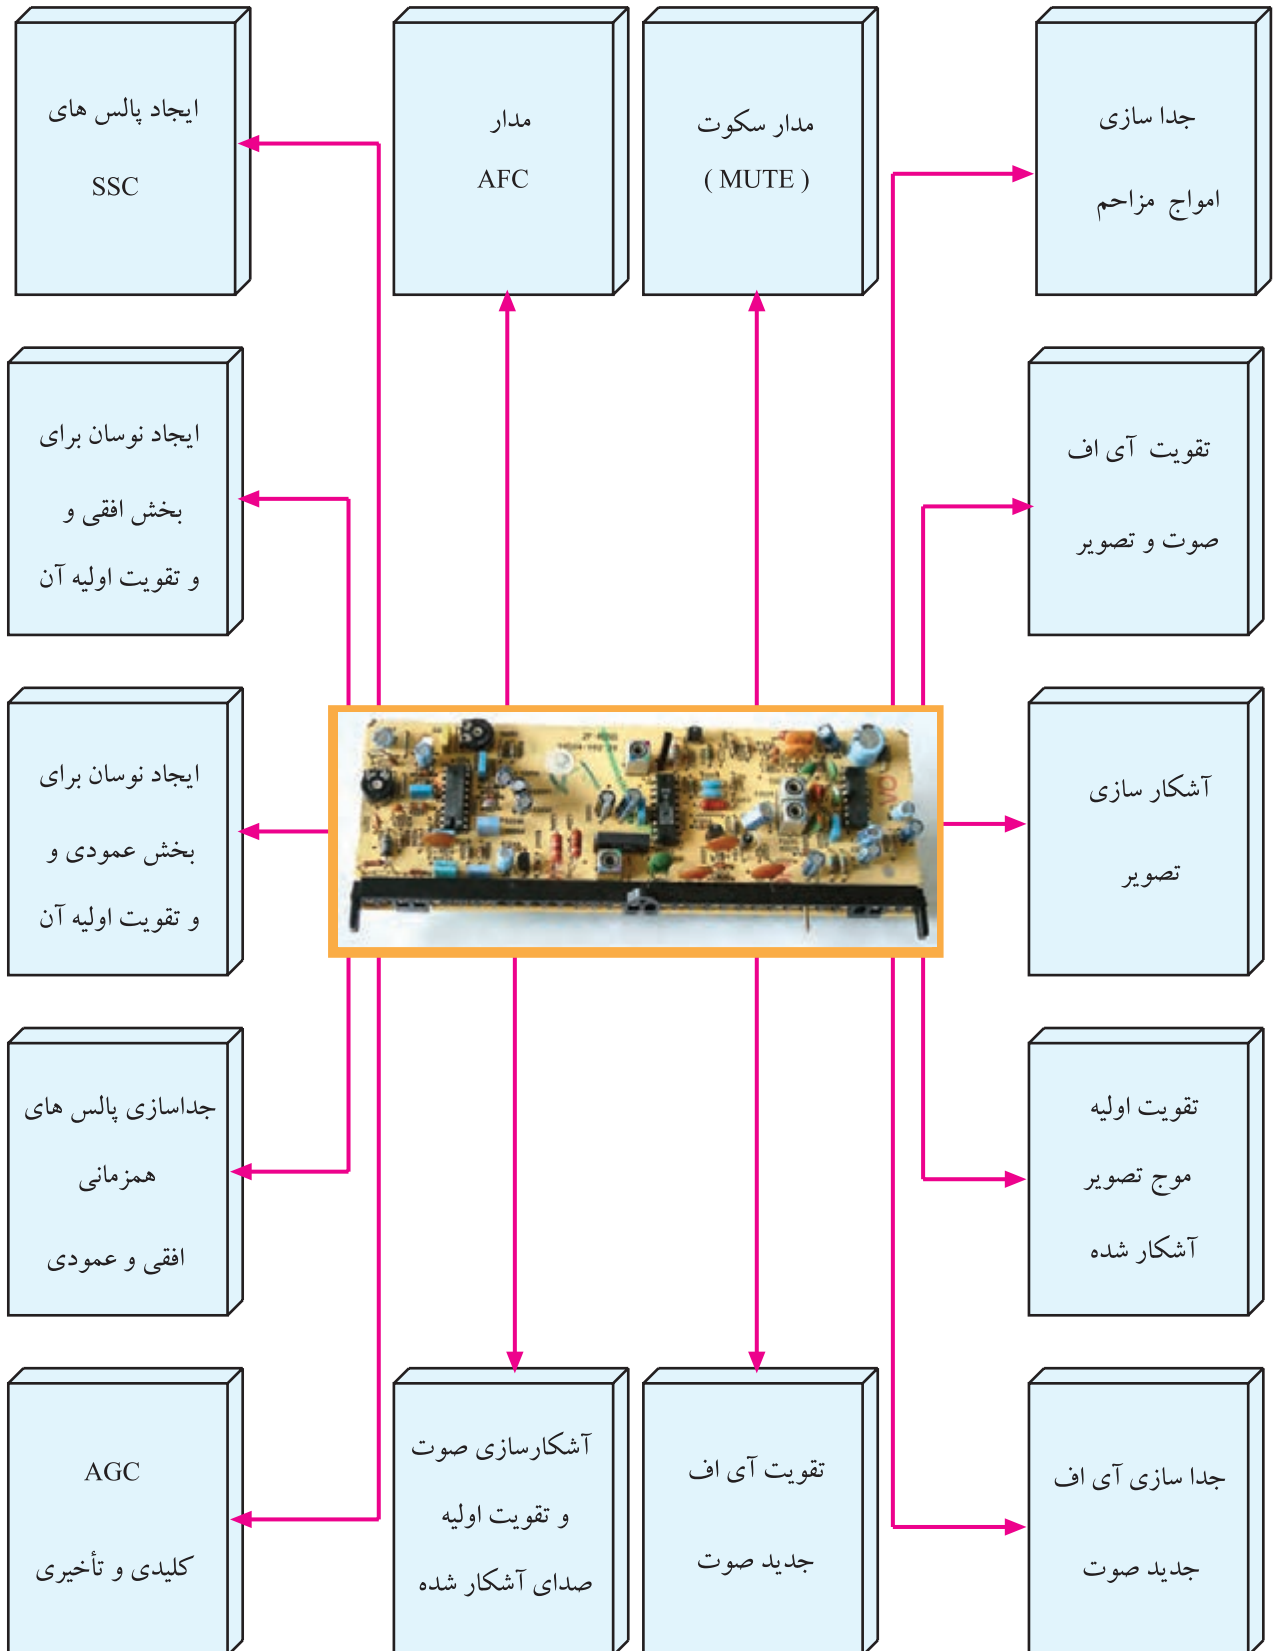 جدا سازی
امواج مزاحم
مدار سکوت
( MUTE )
مدار
AFC
ایجاد پالس های
SSC
تقویت آی اف
صوت و تصویر
ایجاد نوسان برای
بخش افقی و
و تقویت اولیه آن
آشکار سازی
تصویر
ایجاد نوسان برای
بخش عمودی و
و تقویت اولیه آن
تقویت اولیه
موج تصویر
آشکار شده
جداسازی پالس های
همزمانی
افقی و عمودی
جدا سازی آی اف
جدید صوت
تقویت آی اف
جدید صوت
آشکارسازی صوت
و تقویت اولیه
صدای آشکار شده
AGC
کلیدی و تأخیری